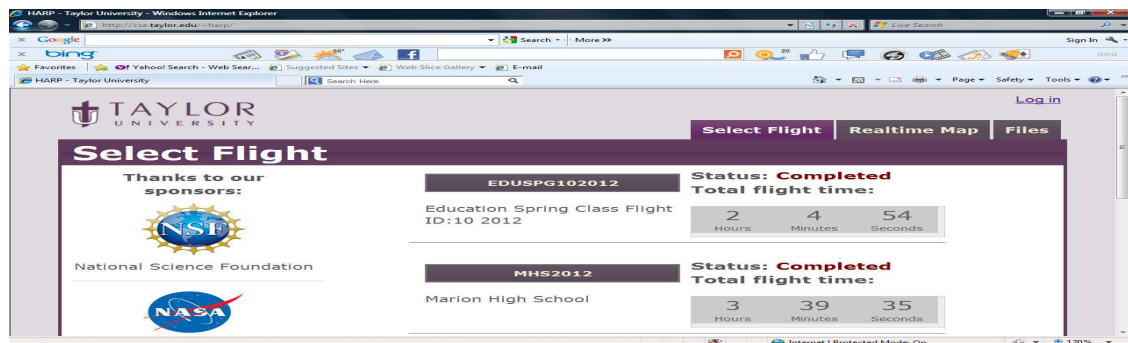 HARP - Taylor University - Windows Internet Explorer
http://cse.taylor.edu/~harp/
Live Search
Google
Search
More >>
Sign In
bing
86°
20
Favorites
Yahoo! Search - Web Sear...
Suggested Sites
Web Slice Gallery
E-mail
HARP - Taylor University
Search Here
Page
Safety
Tools
TAYLOR
UNIVERSITY
Log in
Select Flight
Realtime Map
Files
Select Flight
Thanks to our
sponsors:
NSF
National Science Foundation
NASA
EDUSPG102012
Education Spring Class Flight
ID:10 2012
Status: Completed
Total flight time:
2 4 54
Hours Minutes Seconds
MHS2012
Marion High School
Status: Completed
Total flight time:
3 39 35
Hours Minutes Seconds
Internet | Protected Mode: On
120%